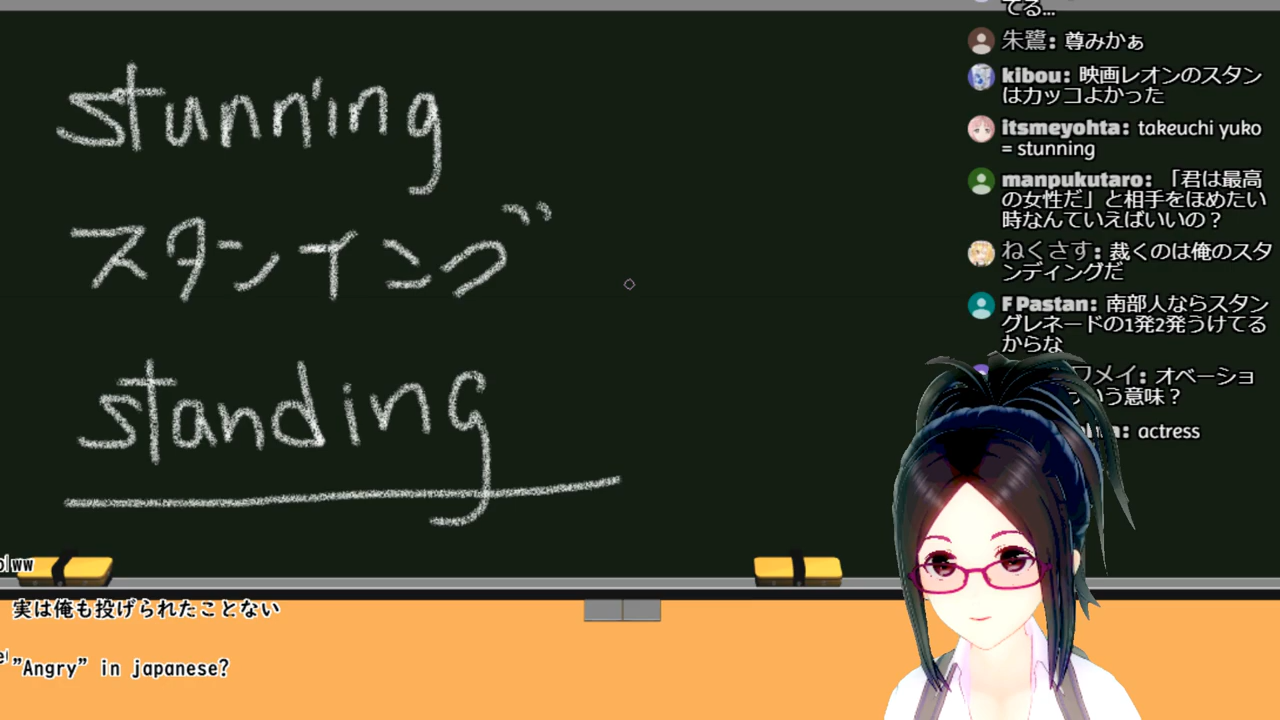 stunning
スタンイング
standing
てる...
朱鷺: 尊みかぁ
kibou: 映画レオンのスタン
はカッコよかった
itsmeyohta: takeuchi yuko
= stunning
manpukutaro: 「君は最高
の女性だ」と相手をほめたい
時なんていえばいいの？
ねくさす: 裁くのは俺のスタ
ンディングだ
F Pastan: 南部人ならスタン
グレネードの1発2発うけてる
からな
ワメイ: オベーショ
いう意味？
: actress
ww
実は俺も投げられたことない
"Angry" in japanese?